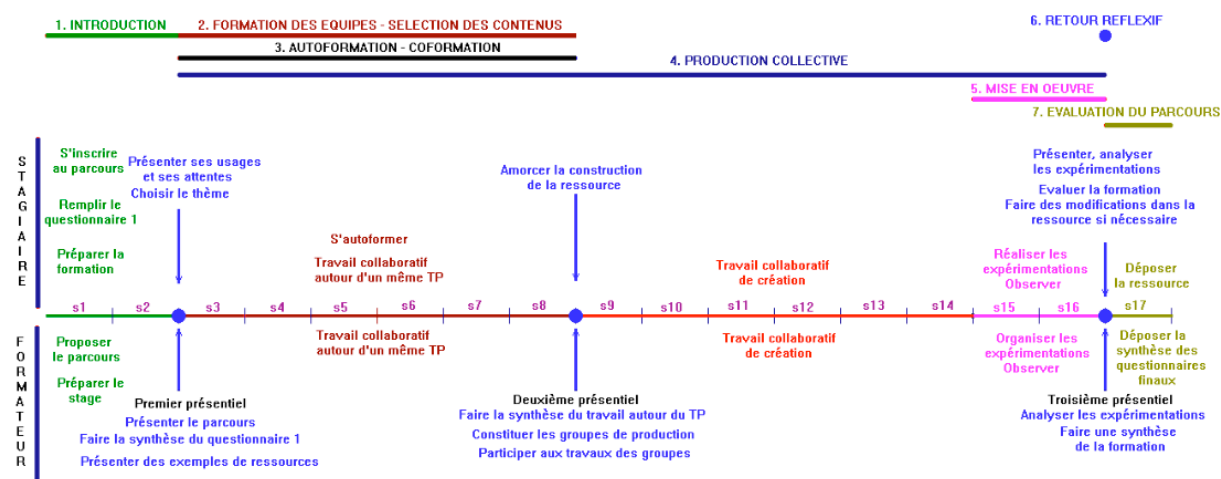 1. INTRODUCTION
2. FORMATION DES EQUIPES - SELECTION DES CONTENUS
6. RETOUR REFLEXIF
3. AUTOFORMATION - COFORMATION
4. PRODUCTION COLLECTIVE
5. MISE EN OEUVRE
7. EVALUATION DU PARCOURS
STAGIAIRE
S'inscrire
au parcours
Remplir le
questionnaire 1
Préparer la
formation
Présenter ses usages
et ses attentes
Choisir le thème
S'autoformer
Travail collaboratif
autour d'un même TP
Amorcer la construction
de la ressource
Travail collaboratif
de création
Réaliser les
expérimentations
Observer
Présenter, analyser
les expérimentations
Evaluer la formation
Faire des modifications dans la
ressource si nécessaire
Déposer
la ressource
s1 s2 s3 s4 s5 s6 s7 s8 s9 s10 s11 s12 s13 s14 s15 s16 s17
FORMATEUR
Proposer
le parcours
Préparer le
stage
Premier présentiel
Présenter le parcours
Faire la synthèse du questionnaire 1
Présenter des exemples de ressources
Travail collaboratif
autour d'un même TP
Deuxième présentiel
Faire la synthèse du travail autour du TP
Constituer les groupes de production
Participer aux travaux des groupes
Travail collaboratif
de création
Organiser les
expérimentations
Observer
Troisième présentiel
Analyser les expérimentations
Faire une synthèse
de la formation
Déposer la
synthèse des
questionnaires
finaux